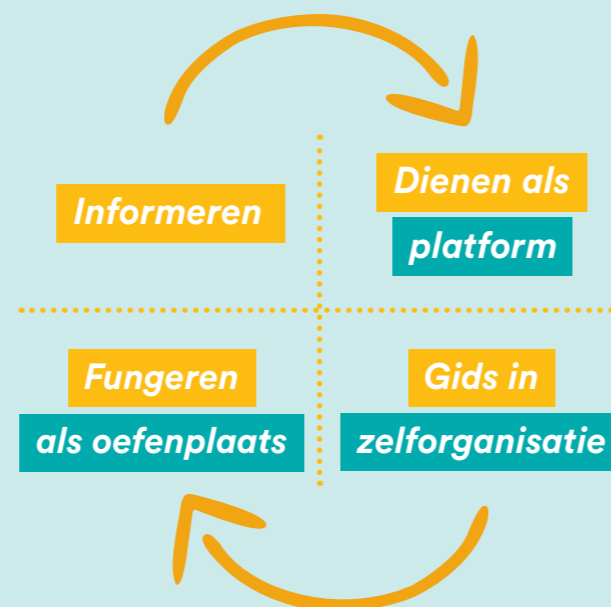 Informeren
Dienen als
platform
Fungeren
als oefenplaats
Gids in
zelforganisatie